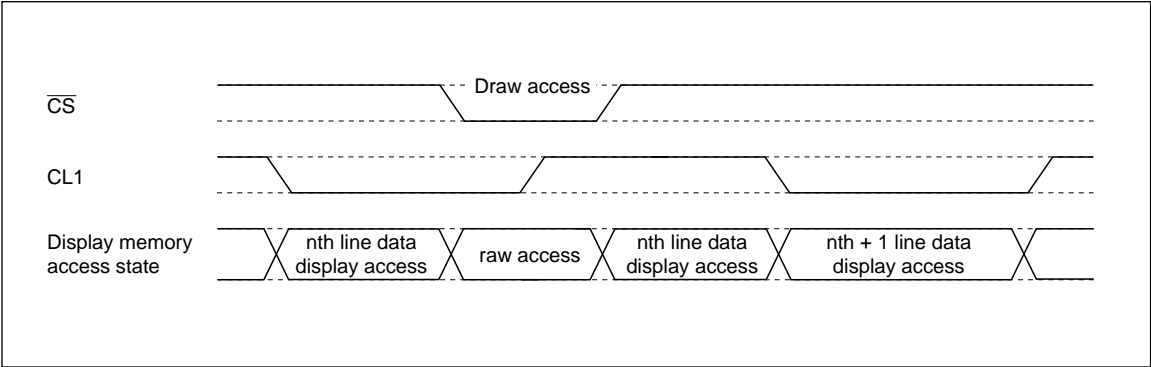 Draw access
CS
CL1
Display memory
access state
nth line data
display access
raw access
nth line data
display access
nth + 1 line data
display access